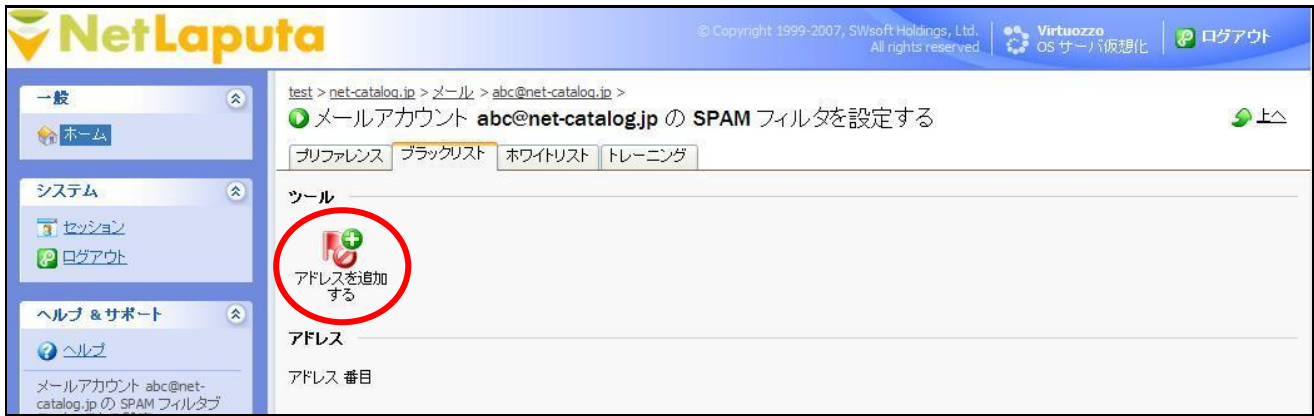 NetLaputa
© Copyright 1999-2007, SWsoft Holdings, Ltd.
All rights reserved
Virtuozzo
OS サーバ仮想化
ログアウト
一般
ホーム
システム
セッション
ログアウト
ヘルプ & サポート
ヘルプ
メールアカウント abc@net-
catalog.jp の SPAM フィルタブ
test > net-catalog.jp > メール > abc@net-catalog.jp >
メールアカウント abc@net-catalog.jp の SPAM フィルタを設定する
上へ
プリファレンス ブラックリスト ホワイトリスト トレーニング
ツール
アドレスを追加
する
アドレス
アドレス 番目